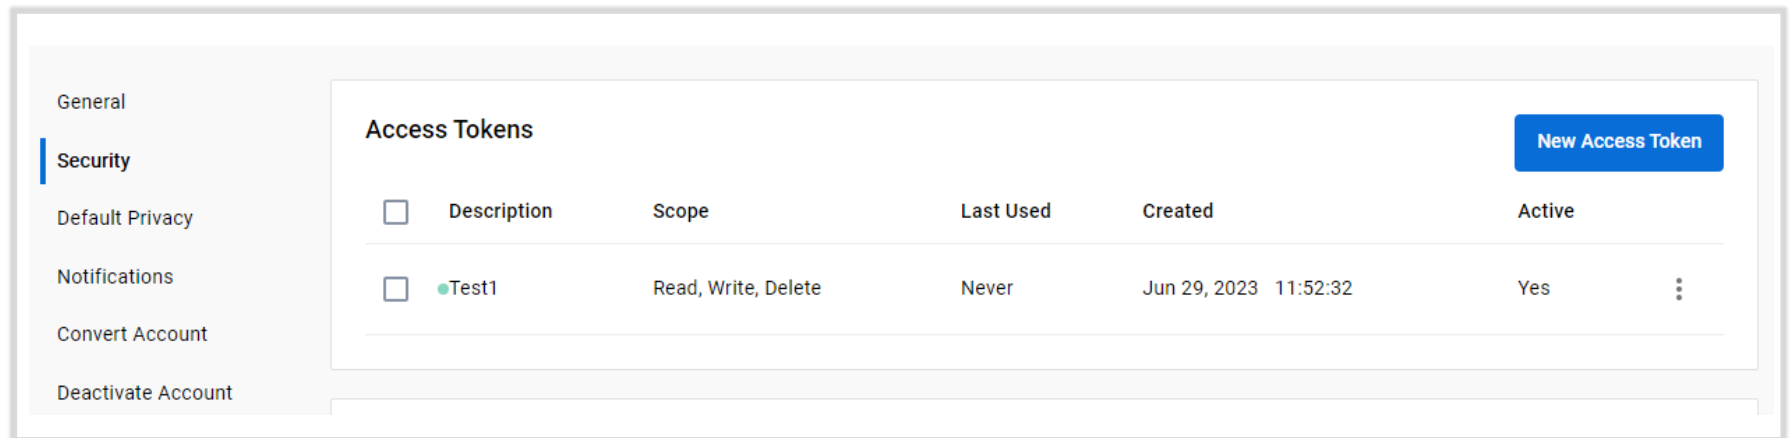 General
Security
Default Privacy
Notifications
Convert Account
Deactivate Account
Access Tokens
New Access Token
Description Scope Last Used Created Active
Test1 Read, Write, Delete Never Jun 29, 2023 11:52:32 Yes